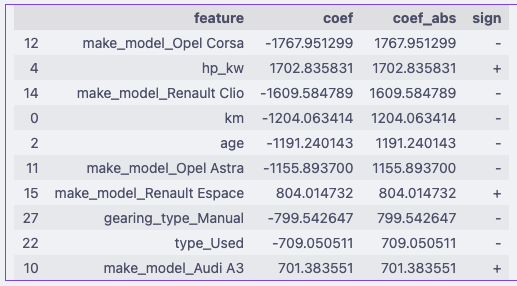 feature coef coef_abs sign
12 make_model_Opel Corsa -1767.951299 1767.951299 -
4 hp_kw 1702.835831 1702.835831 +
14 make_model_Renault Clio -1609.584789 1609.584789 -
0 km -1204.063414 1204.063414 -
2 age -1191.240143 1191.240143 -
11 make_model_Opel Astra -1155.893700 1155.893700 -
15 make_model_Renault Espace 804.014732 804.014732 +
27 gearing_type_Manual -799.542647 799.542647 -
22 type_Used -709.050511 709.050511 -
10 make_model_Audi A3 701.383551 701.383551 +